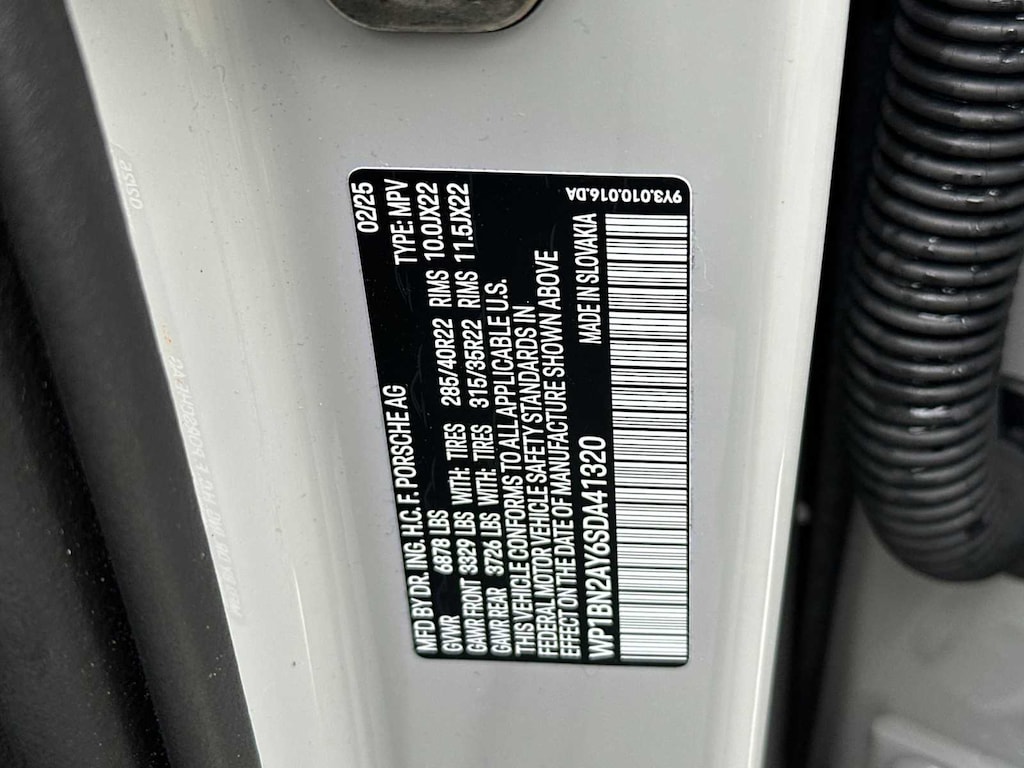 MFD BY DR. ING. H.C. F. PORSCHE AG 02/25
GVWR 6878 LBS TYPE: MPV
GAWR FRONT 3329 LBS WITH: TIRES 285/40R22 RIMS 10.0JX22
GAWR REAR 3726 LBS WITH: TIRES 315/35R22 RIMS 11.5JX22
THIS VEHICLE CONFORMS TO ALL APPLICABLE U.S.
FEDERAL MOTOR VEHICLE SAFETY STANDARDS IN
EFFECT ON THE DATE OF MANUFACTURE SHOWN ABOVE
WP1BN2AY6SDA41320 MADE IN SLOVAKIA
9Y3.010.016.DA